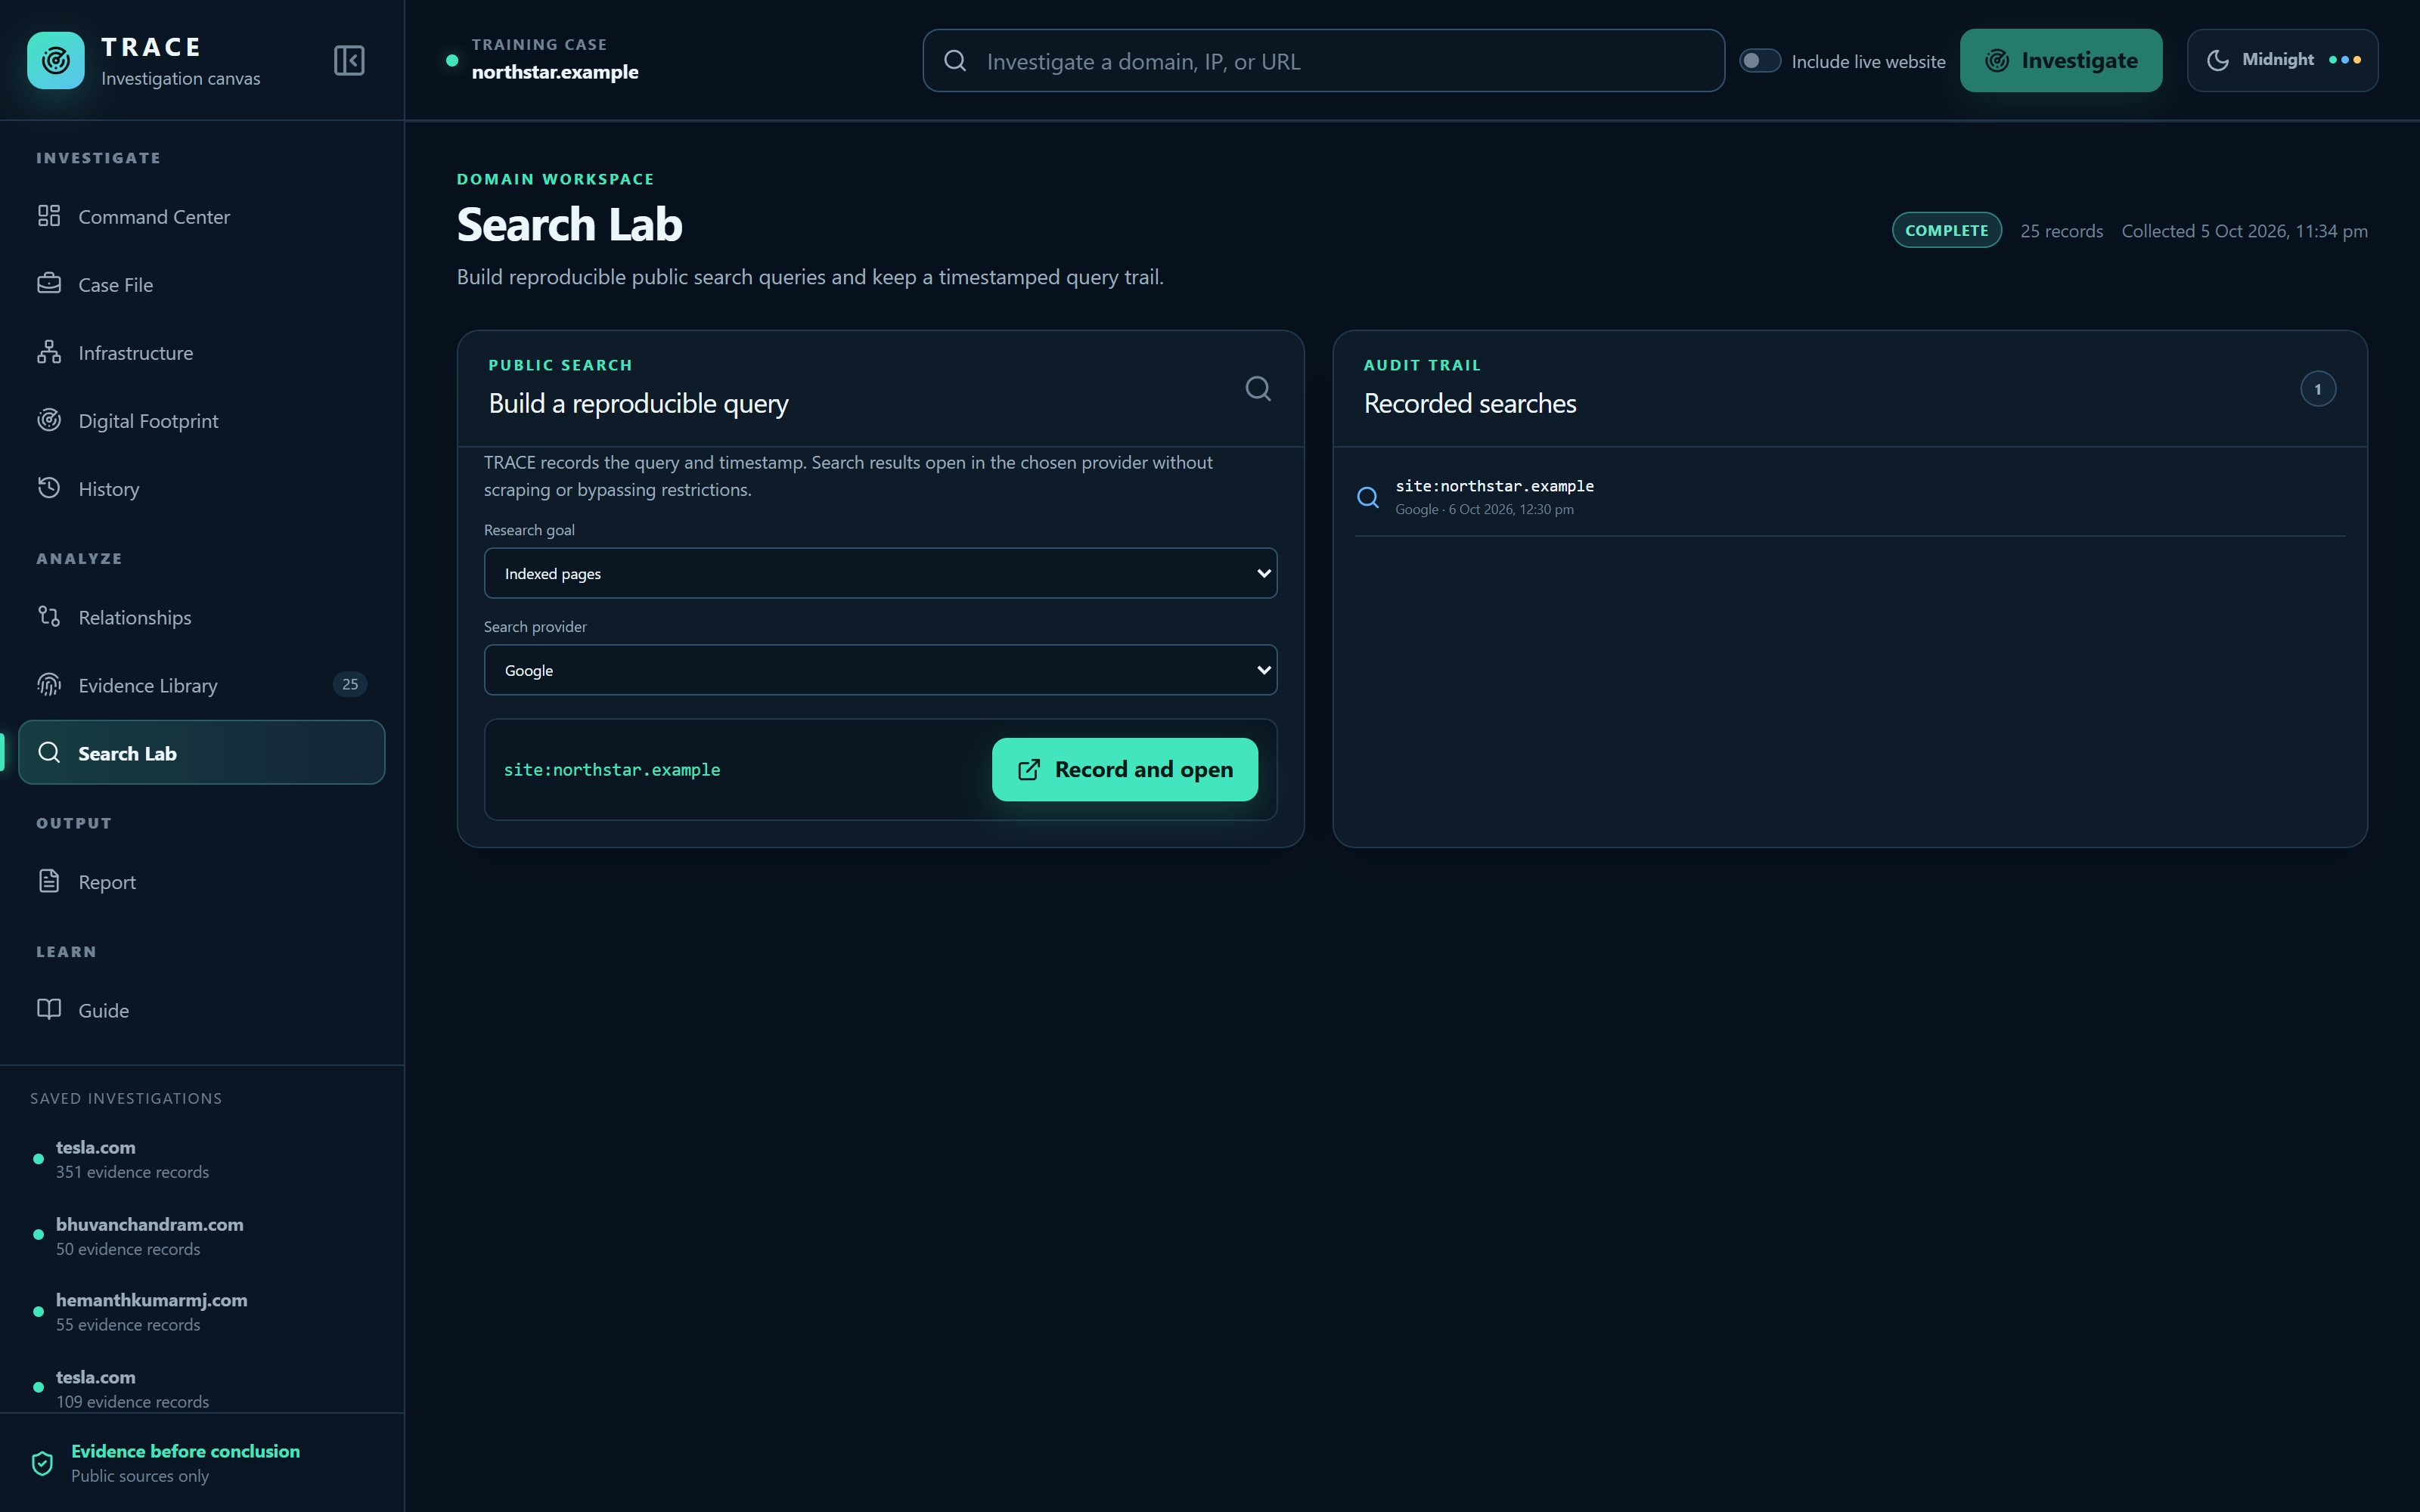 TRACE
Investigation canvas
TRAINING CASE
northstar.example
Investigate a domain, IP, or URL
Include live website
Investigate
Midnight
INVESTIGATE
Command Center
Case File
Infrastructure
Digital Footprint
History
ANALYZE
Relationships
Evidence Library
25
Search Lab
OUTPUT
Report
LEARN
Guide
SAVED INVESTIGATIONS
tesla.com
351 evidence records
bhuvanchandram.com
50 evidence records
hemanthkumarmj.com
55 evidence records
tesla.com
109 evidence records
Evidence before conclusion
Public sources only
DOMAIN WORKSPACE
Search Lab
Build reproducible public search queries and keep a timestamped query trail.
COMPLETE
25 records
Collected 5 Oct 2026, 11:34 pm
PUBLIC SEARCH
Build a reproducible query
TRACE records the query and timestamp. Search results open in the chosen provider without
scraping or bypassing restrictions.
Research goal
Indexed pages
Search provider
Google
site:northstar.example
Record and open
AUDIT TRAIL
Recorded searches
1
site:northstar.example
Google · 6 Oct 2026, 12:30 pm